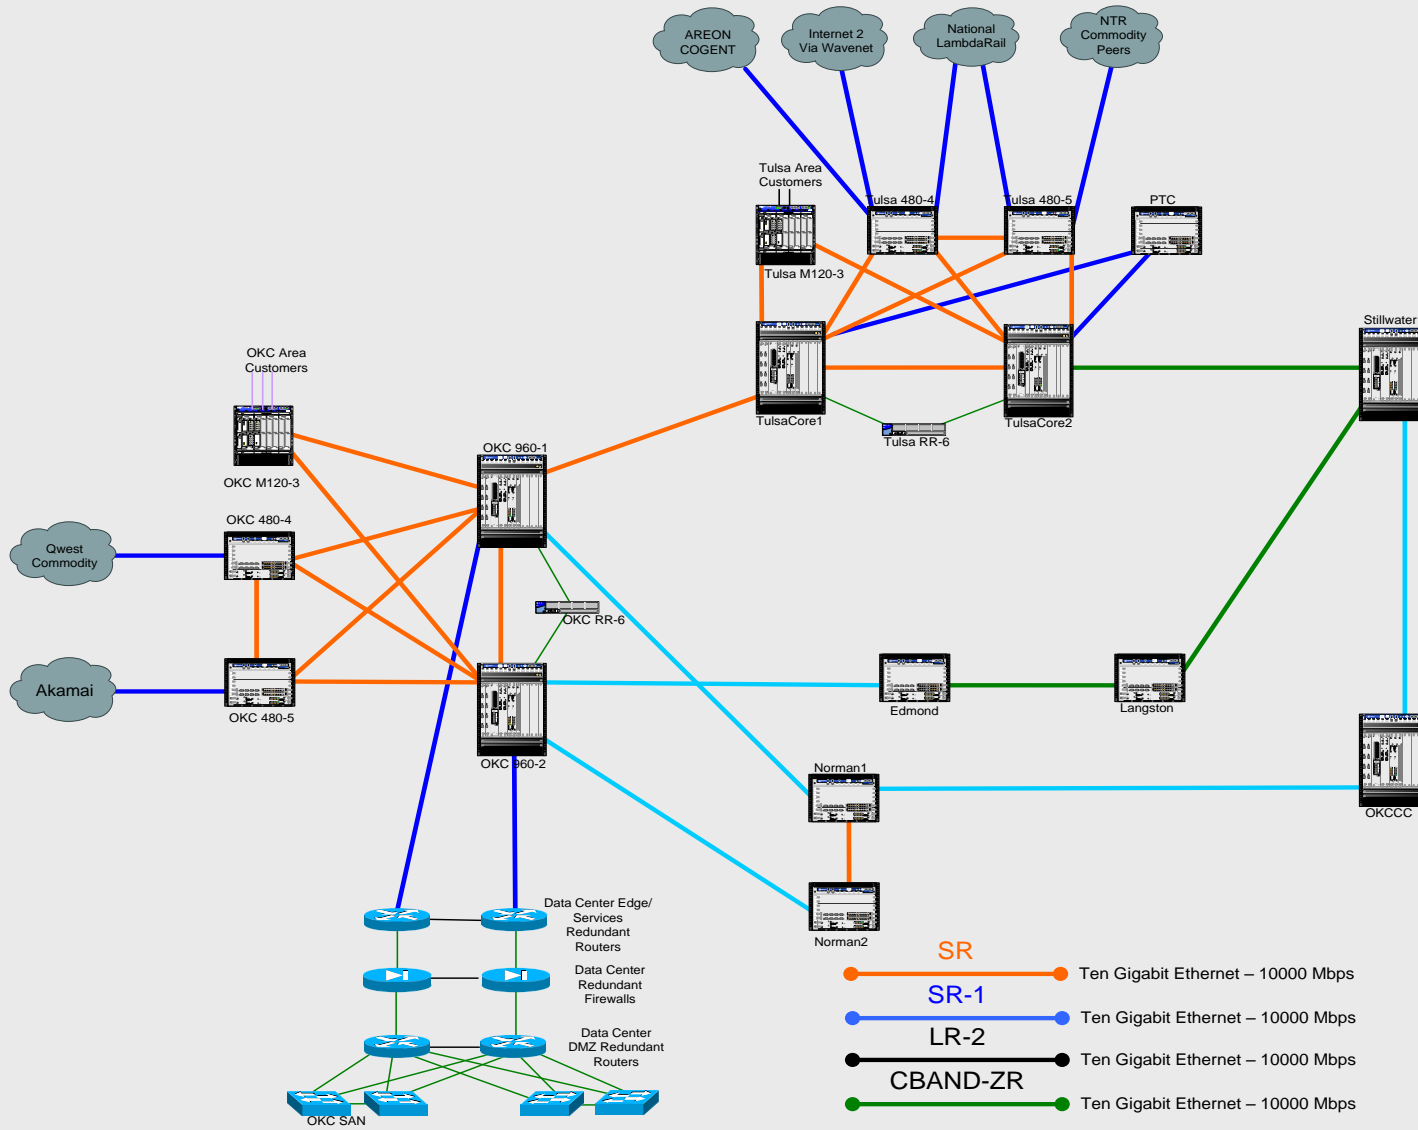 AREON
COGENT
Internet 2
Via Wavenet
National
LambdaRail
NTR
Commodity
Peers
Tulsa Area
Customers
Tulsa 480-4
Tulsa 480-5
PTC
Tulsa M120-3
Stillwater
OKC Area
Customers
TulsaCore1
TulsaCore2
Tulsa RR-6
OKC 960-1
OKC M120-3
OKC 480-4
Qwest
Commodity
OKC RR-6
Akamai
OKC 480-5
Edmond
Langston
OKC 960-2
Norman1
OKCCC
Data Center Edge/
Services
Redundant
Routers
Norman2
SR
Ten Gigabit Ethernet – 10000 Mbps
Data Center
Redundant
Firewalls
SR-1
Ten Gigabit Ethernet – 10000 Mbps
Data Center
DMZ Redundant
Routers
LR-2
Ten Gigabit Ethernet – 10000 Mbps
CBAND-ZR
Ten Gigabit Ethernet – 10000 Mbps
OKC SAN